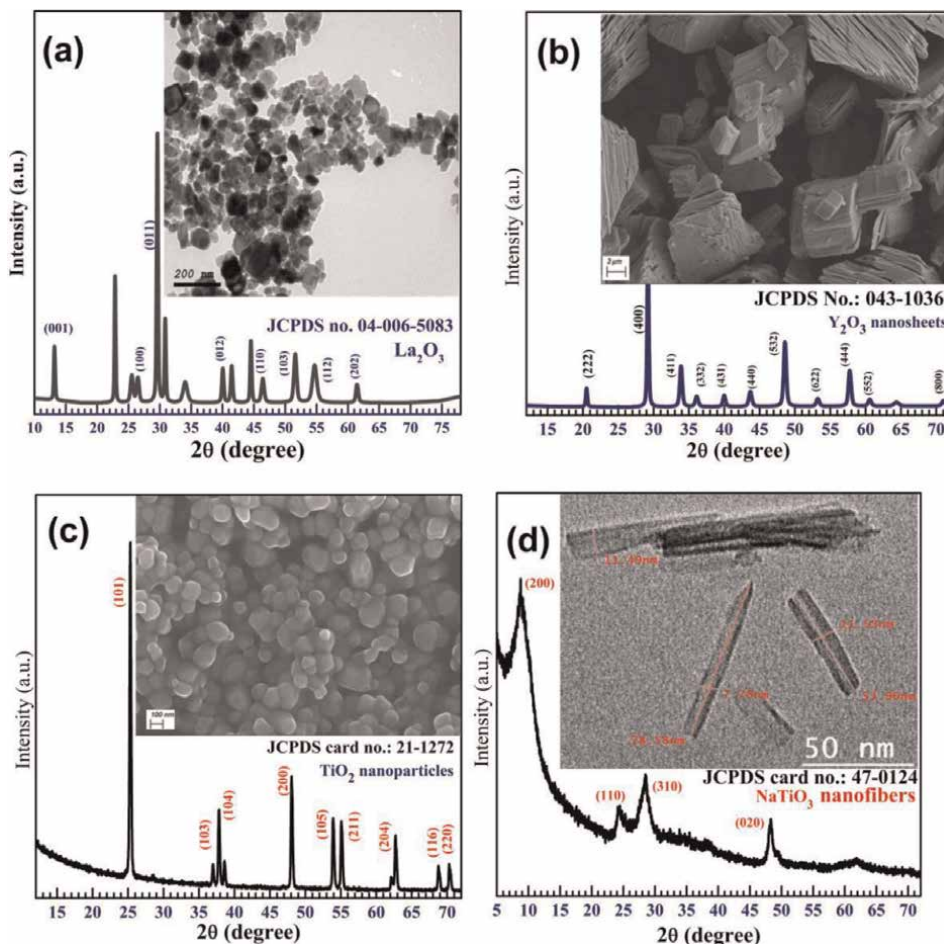 (a)
Intensity (a.u.)
(001)
(100)
(011)
(012)
(110)
(103)
(112)
(202)
200 nm
JCPDS no. 04-006-5083
La₂O₃
10 15 20 25 30 35 40 45 50 55 60 65 70 75
2θ (degree)
(b)
Intensity (a.u.)
2µm
JCPDS No.: 043-1036
Y₂O₃ nanosheets
(222)
(400)
(411)
(332)
(431)
(440)
(532)
(622)
(444)
(552)
(800)
15 20 25 30 35 40 45 50 55 60 65 70
2θ (degree)
(c)
Intensity (a.u.)
(101)
100 nm
JCPDS card no.: 21-1272
TiO₂ nanoparticles
(103)
(104)
(200)
(105)
(211)
(204)
(116)
(220)
15 20 25 30 35 40 45 50 55 60 65 70
2θ (degree)
(d)
Intensity (a.u.)
(200)
50 nm
JCPDS card no.: 47-0124
NaTiO₃ nanofibers
(110)
(310)
(020)
5 10 15 20 25 30 35 40 45 50 55 60 65 70
2θ (degree)